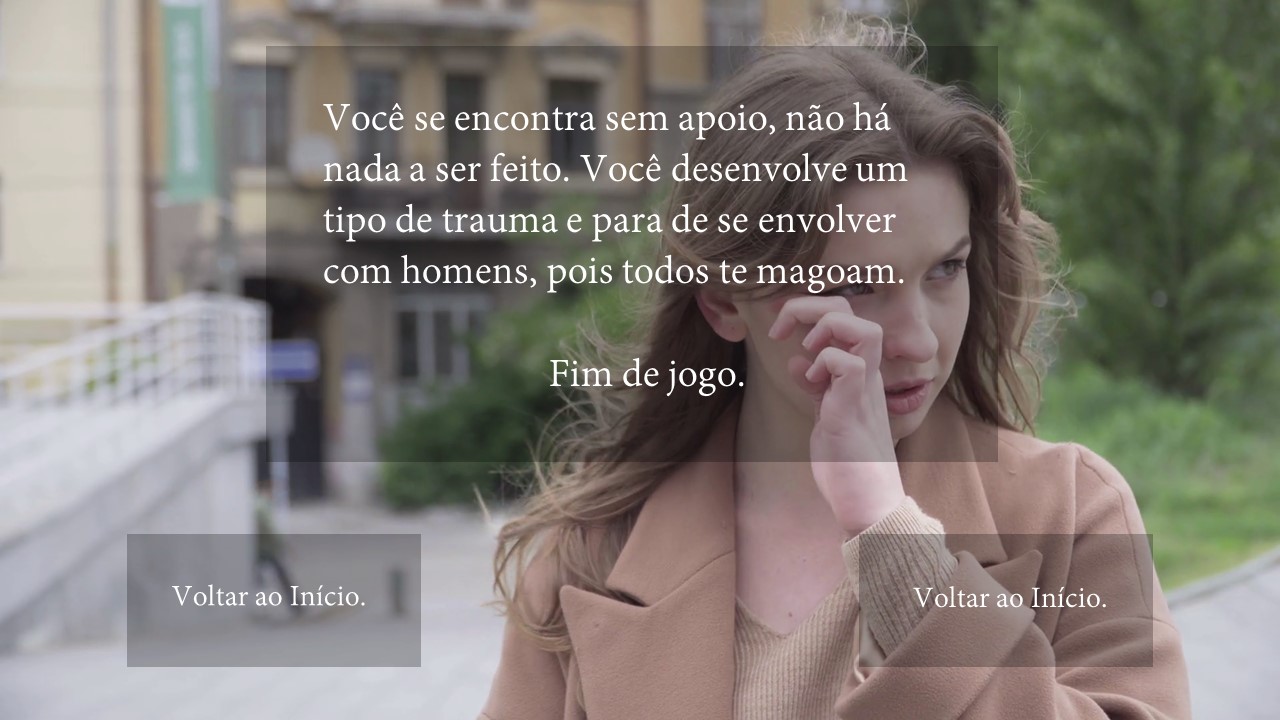 Você se encontra sem apoio, não há
nada a ser feito. Você desenvolve um
tipo de trauma e para de se envolver
com homens, pois todos te magoam.
Fim de jogo.
Voltar ao Início.
Voltar ao Início.